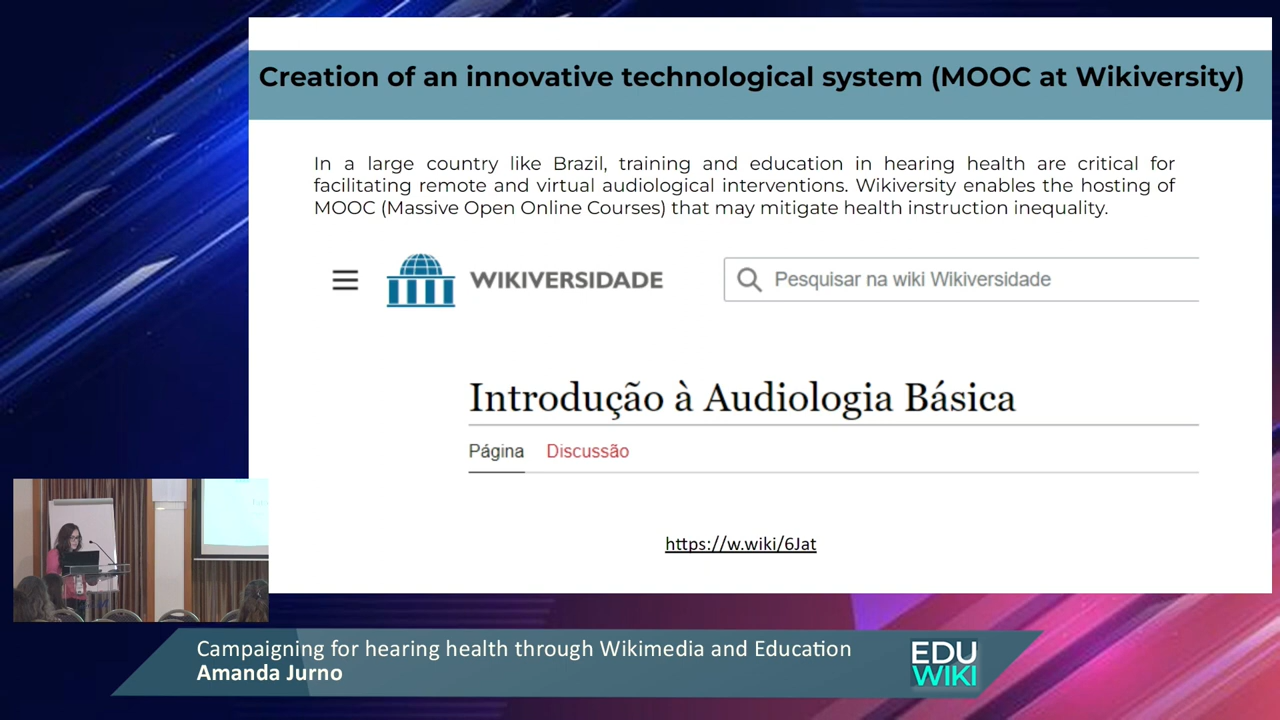 Creation of an innovative technological system (MOOC at Wikiversity)
In a large country like Brazil, training and education in hearing health are critical for
facilitating remote and virtual audiological interventions. Wikiversity enables the hosting of
MOOC (Massive Open Online Courses) that may mitigate health instruction inequality.
WIKIVERSIDADE
Pesquisar na wiki Wikiversidade
Introdução à Audiologia Básica
Página Discussão
https://w.wiki/6Jat
Campaigning for hearing health through Wikimedia and Education
Amanda Jurno
EDU
WIKI